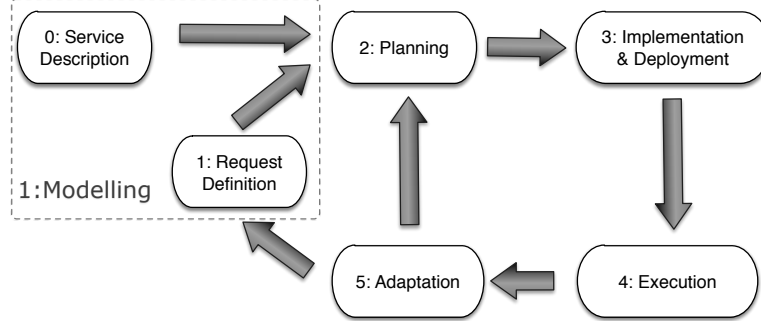 0: Service
Description
2: Planning
3: Implementation
& Deployment
1: Request
Definition
1:Modelling
5: Adaptation
4: Execution